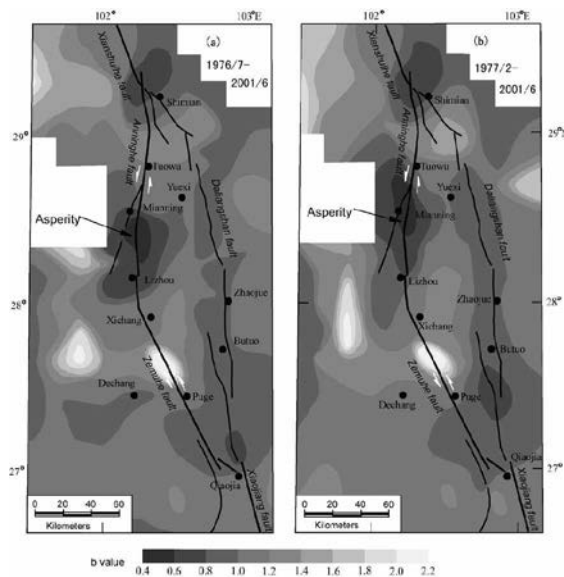 102°
103°E
(a)
1976/7-
2001/6
Xianshuihe fault
Shimian
29°
Anninghe fault
Tuowu
Yuexi
Mianning
Asperity
Daliangshan fault
Lizhou
28°
Zhaojue
Xichang
Butuo
Zemuhe fault
Dechang
Puge
27°
Qiaojia
Xiaojiang fault
0 20 40 60
Kilometers
102°
103°E
(b)
1977/2-
2001/6
Xianshuihe fault
Shimian
29°
Anninghe fault
Tuowu
Yuexi
Mianning
Asperity
Daliangshan fault
Lizhou
28°
Zhaojue
Xichang
Butuo
Zemuhe fault
Dechang
Puge
27°
Qiaojia
Xiaojiang fault
0 20 40 60
Kilometers
b value
0.4 0.6 0.8 1.0 1.2 1.4 1.6 1.8 2.0 2.2